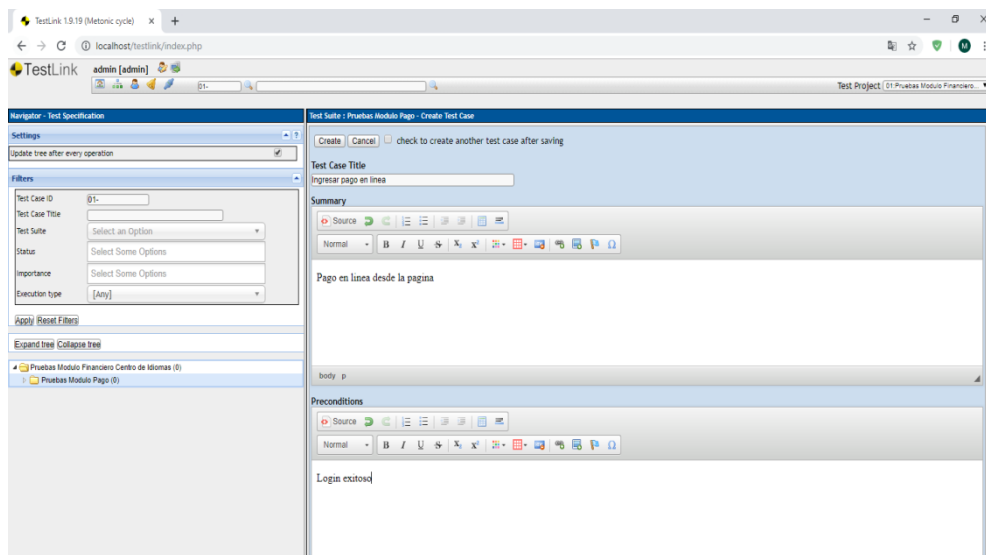 TestLink 1.9.19 (Metonic cycle)
localhost/testlink/index.php
M
TestLink
admin [admin]
01-
Test Project 01:Pruebas Modulo Financiero...
Navigator - Test Specification
Settings
?
Update tree after every operation
Filters
Test Case ID 01-
Test Case Title
Test Suite Select an Option
Status Select Some Options
Importance Select Some Options
Execution type [Any]
Apply Reset Filters
Expand tree Collapse tree
Pruebas Modulo Financiero Centro de Idiomas (0)
Pruebas Modulo Pago (0)
Test Suite : Pruebas Modulo Pago - Create Test Case
Create Cancel check to create another test case after saving
Test Case Title
Ingresar pago en linea
Summary
Source
Normal B I U S X₂ x² Ω
Pago en linea desde la pagina
body p
Preconditions
Source
Normal B I U S X₂ x² Ω
Login exitoso